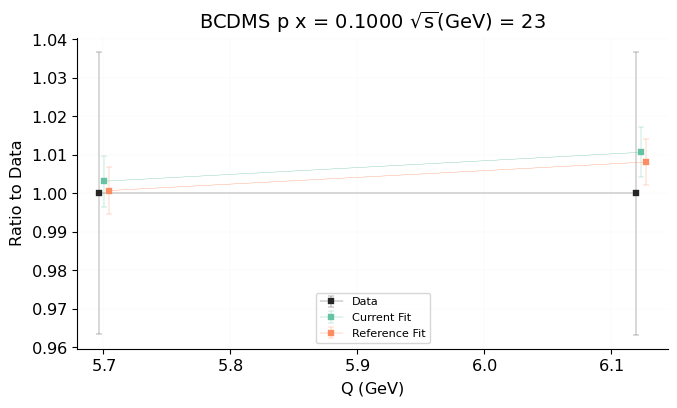 BCDMS p x = 0.1000 √s(GeV) = 23
Ratio to Data
1.04
1.03
1.02
1.01
1.00
0.99
0.98
0.97
0.96
Data
Current Fit
Reference Fit
5.7 5.8 5.9 6.0 6.1
Q (GeV)